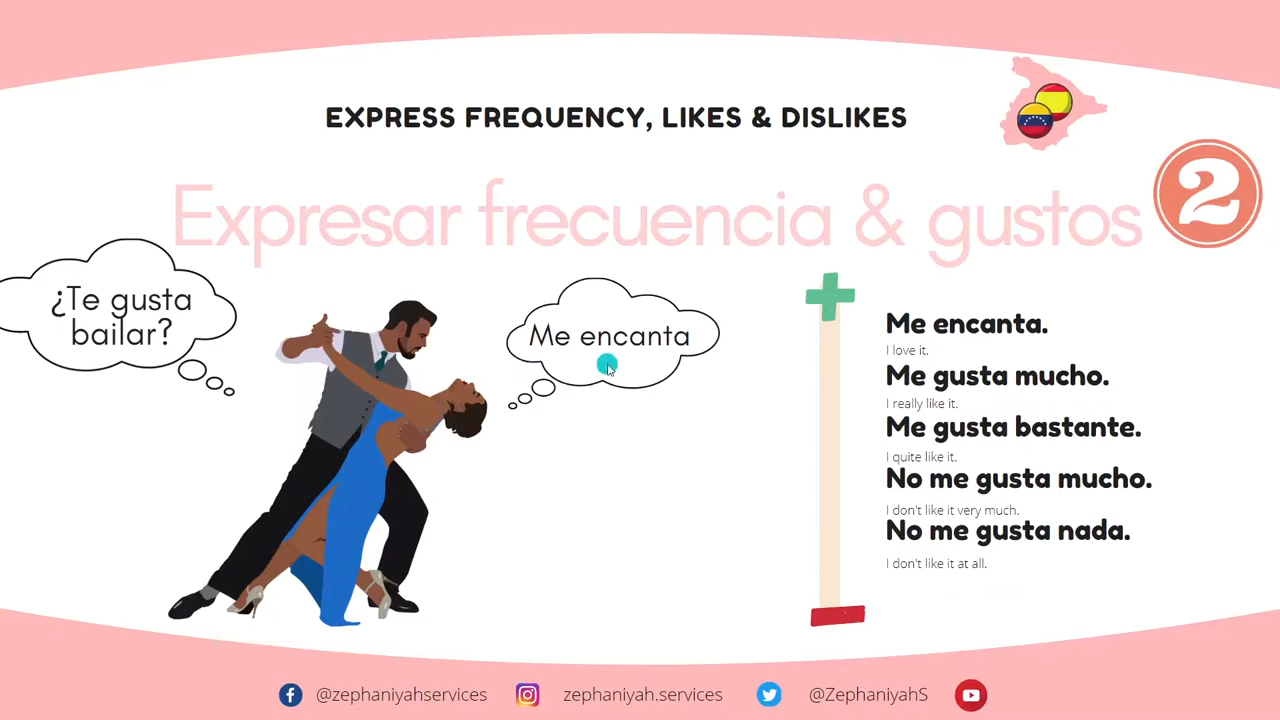 EXPRESS FREQUENCY, LIKES & DISLIKES
2
Expresar frecuencia & gustos
¿Te gusta
bailar?
Me encanta
Me encanta.
I love it.
Me gusta mucho.
I really like it.
Me gusta bastante.
I quite like it.
No me gusta mucho.
I don't like it very much.
No me gusta nada.
I don't like it at all.
@zephaniyahservices
zephaniyah.services
@ZephaniyahS